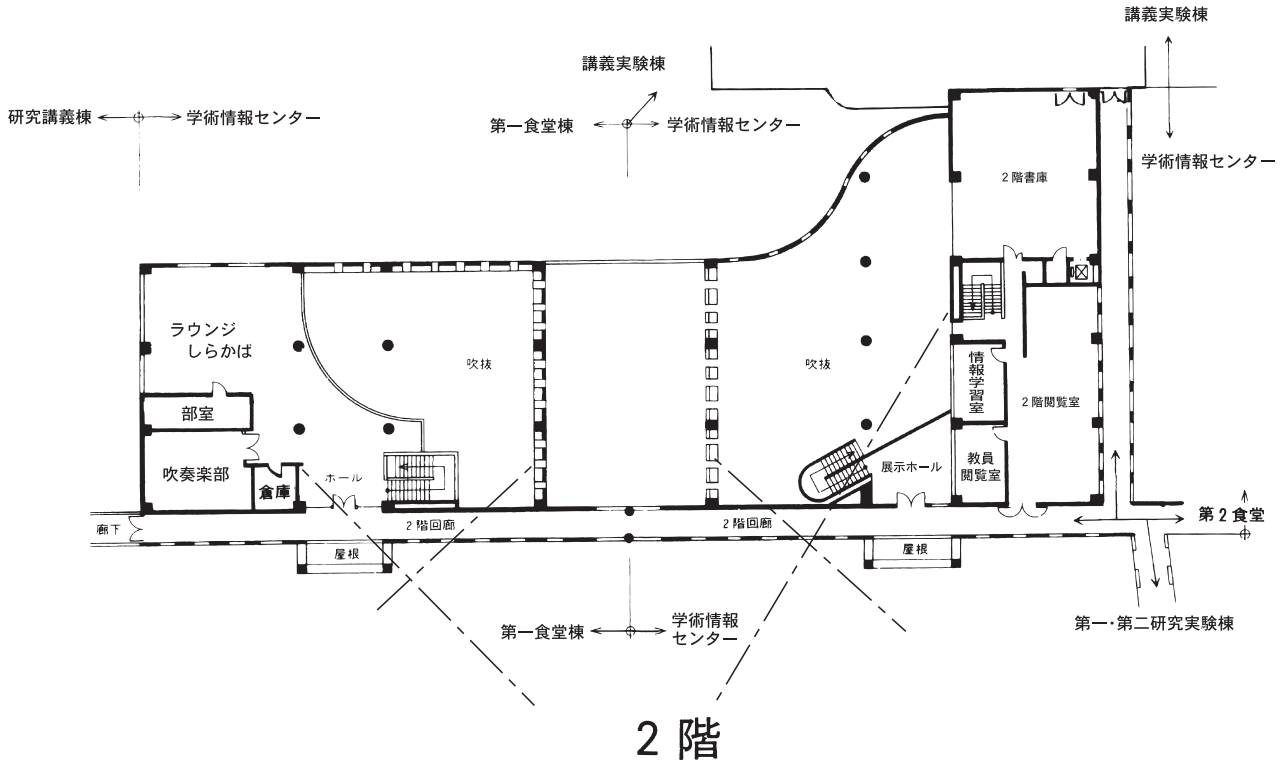 講義実験棟
講義実験棟
研究講義棟
学術情報センター
第一食堂棟
学術情報センター
学術情報センター
2階書庫
ラウンジ
しらかば
吹抜
吹抜
情報学習室
2階閲覧室
部室
吹奏楽部
倉庫
ホール
展示ホール
教員
閲覧室
廊下
2階回廊
2階回廊
第2食堂
屋根
屋根
第一食堂棟
学術情報
センター
第一・第二研究実験棟
2階